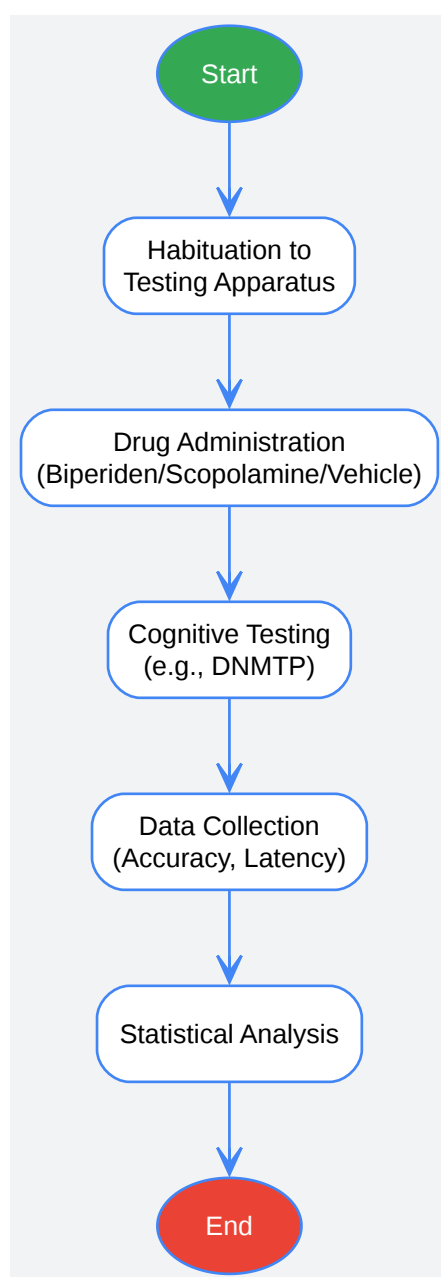 Start
Habituation to
Testing Apparatus
Drug Administration
(Biperiden/Scopolamine/Vehicle)
Cognitive Testing
(e.g., DNMTP)
Data Collection
(Accuracy, Latency)
Statistical Analysis
End